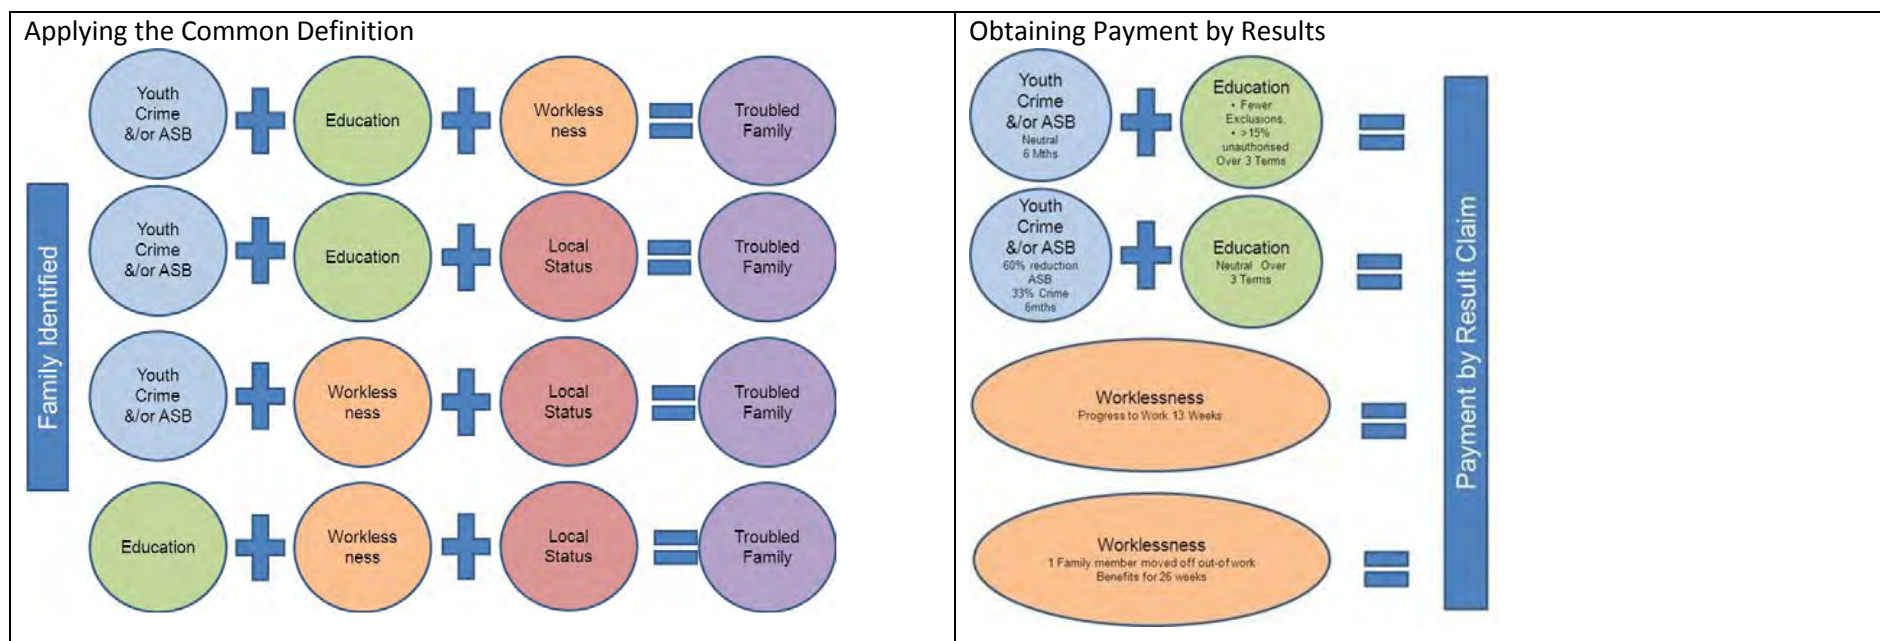 Applying the Common Definition
Family Identified
Youth
Crime
&/or ASB
Education
Workless
ness
Troubled
Family
Youth
Crime
&/or ASB
Education
Local
Status
Troubled
Family
Youth
Crime
&/or ASB
Workless
ness
Local
Status
Troubled
Family
Education
Workless
ness
Local
Status
Troubled
Family
Obtaining Payment by Results
Youth
Crime
&/or ASB
Neutral
6 Mths
Education
• Fewer
Exclusions,
• >15%
unauthorised
Over 3 Terms
Youth
Crime
&/or ASB
60% reduction
ASB
33% Crime
6mths
Education
Neutral Over
3 Terms
Worklessness
Progress to Work 13 Weeks
Worklessness
1 Family member moved off out-of work
Benefits for 26 weeks
Payment by Result Claim